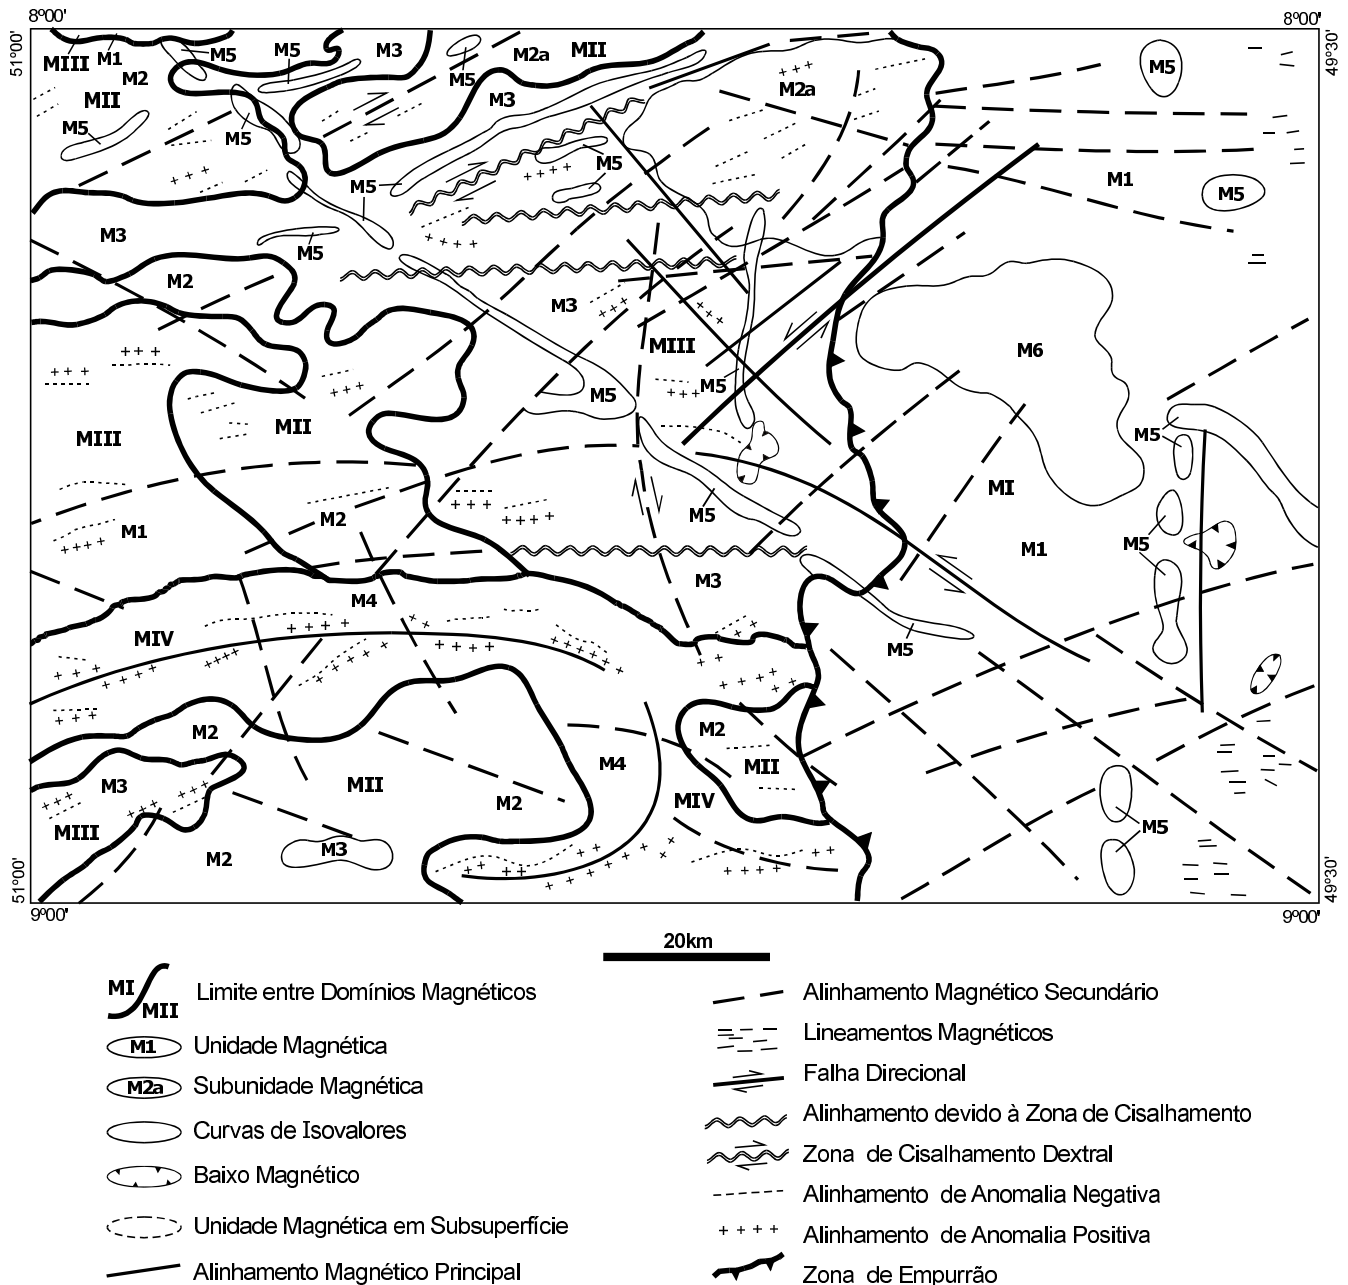 8º00' 8º00'
51º00' 49º30'
MIII M1 M5 M5 M3 M2a MII
M2 M5 M3 M2a M5
MII
M5 M5 M5 M5 M1 M5
M3 M5
M2 M3
MIII M6
M5 M5
MIII MII M5
MI
M1 M2 M5 M5 M1
M3
M4
MIV M5
M2 M2
M3 MII M4 MII
M2 MIV
MIII M5
M2 M3
51º00' 49º30'
9º00' 9º00'
20km
MI
MII
Limite entre Domínios Magnéticos
M1 Unidade Magnética
M2a Subunidade Magnética
Curvas de Isovalores
Baixo Magnético
Unidade Magnética em Subsuperfície
Alinhamento Magnético Principal
Alinhamento Magnético Secundário
Lineamentos Magnéticos
Falha Direcional
Alinhamento devido à Zona de Cisalhamento
Zona de Cisalhamento Dextral
Alinhamento de Anomalia Negativa
Alinhamento de Anomalia Positiva
Zona de Empurrão